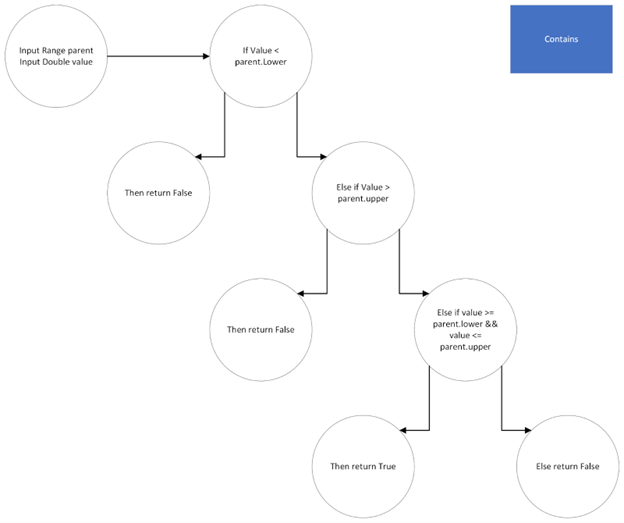 Input Range parent
Input Double value
If Value <
parent.Lower
Contains
Then return False
Else if Value >
parent.upper
Then return False
Else if value >=
parent.lower &&
value <=
parent.upper
Then return True
Else return False